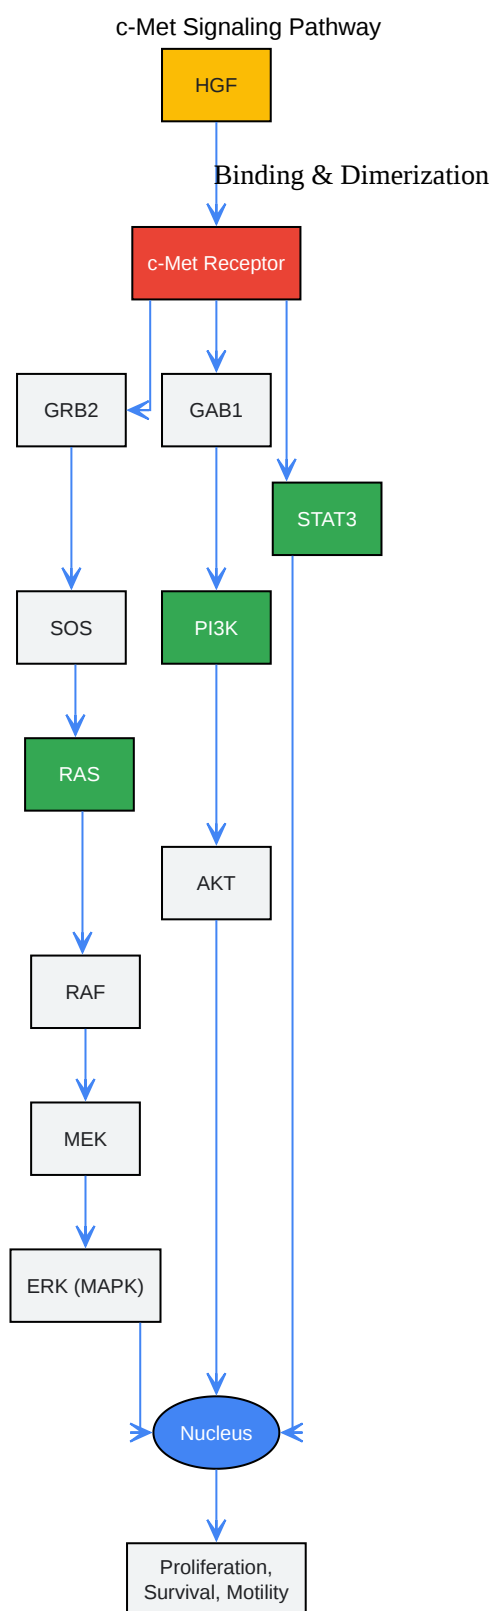 c-Met Signaling Pathway
HGF
Binding & Dimerization
c-Met Receptor
GRB2
GAB1
STAT3
SOS
PI3K
RAS
AKT
RAF
MEK
ERK (MAPK)
Nucleus
Proliferation,
Survival, Motility